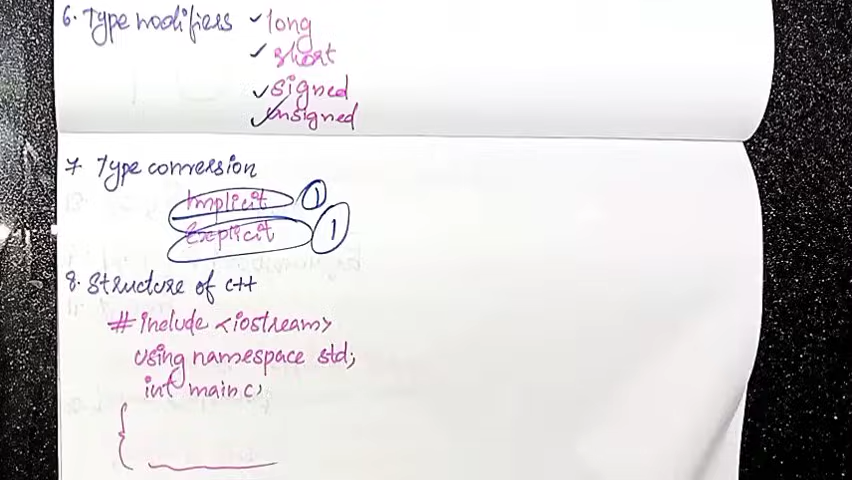 6. Type modifiers ✓ long
✓ short
✓ signed
✓ unsigned
7 Type conversion
Implicit 1
explicit 1
8. Structure of C++
# include <iostream>
using namespace std;
int main()
{